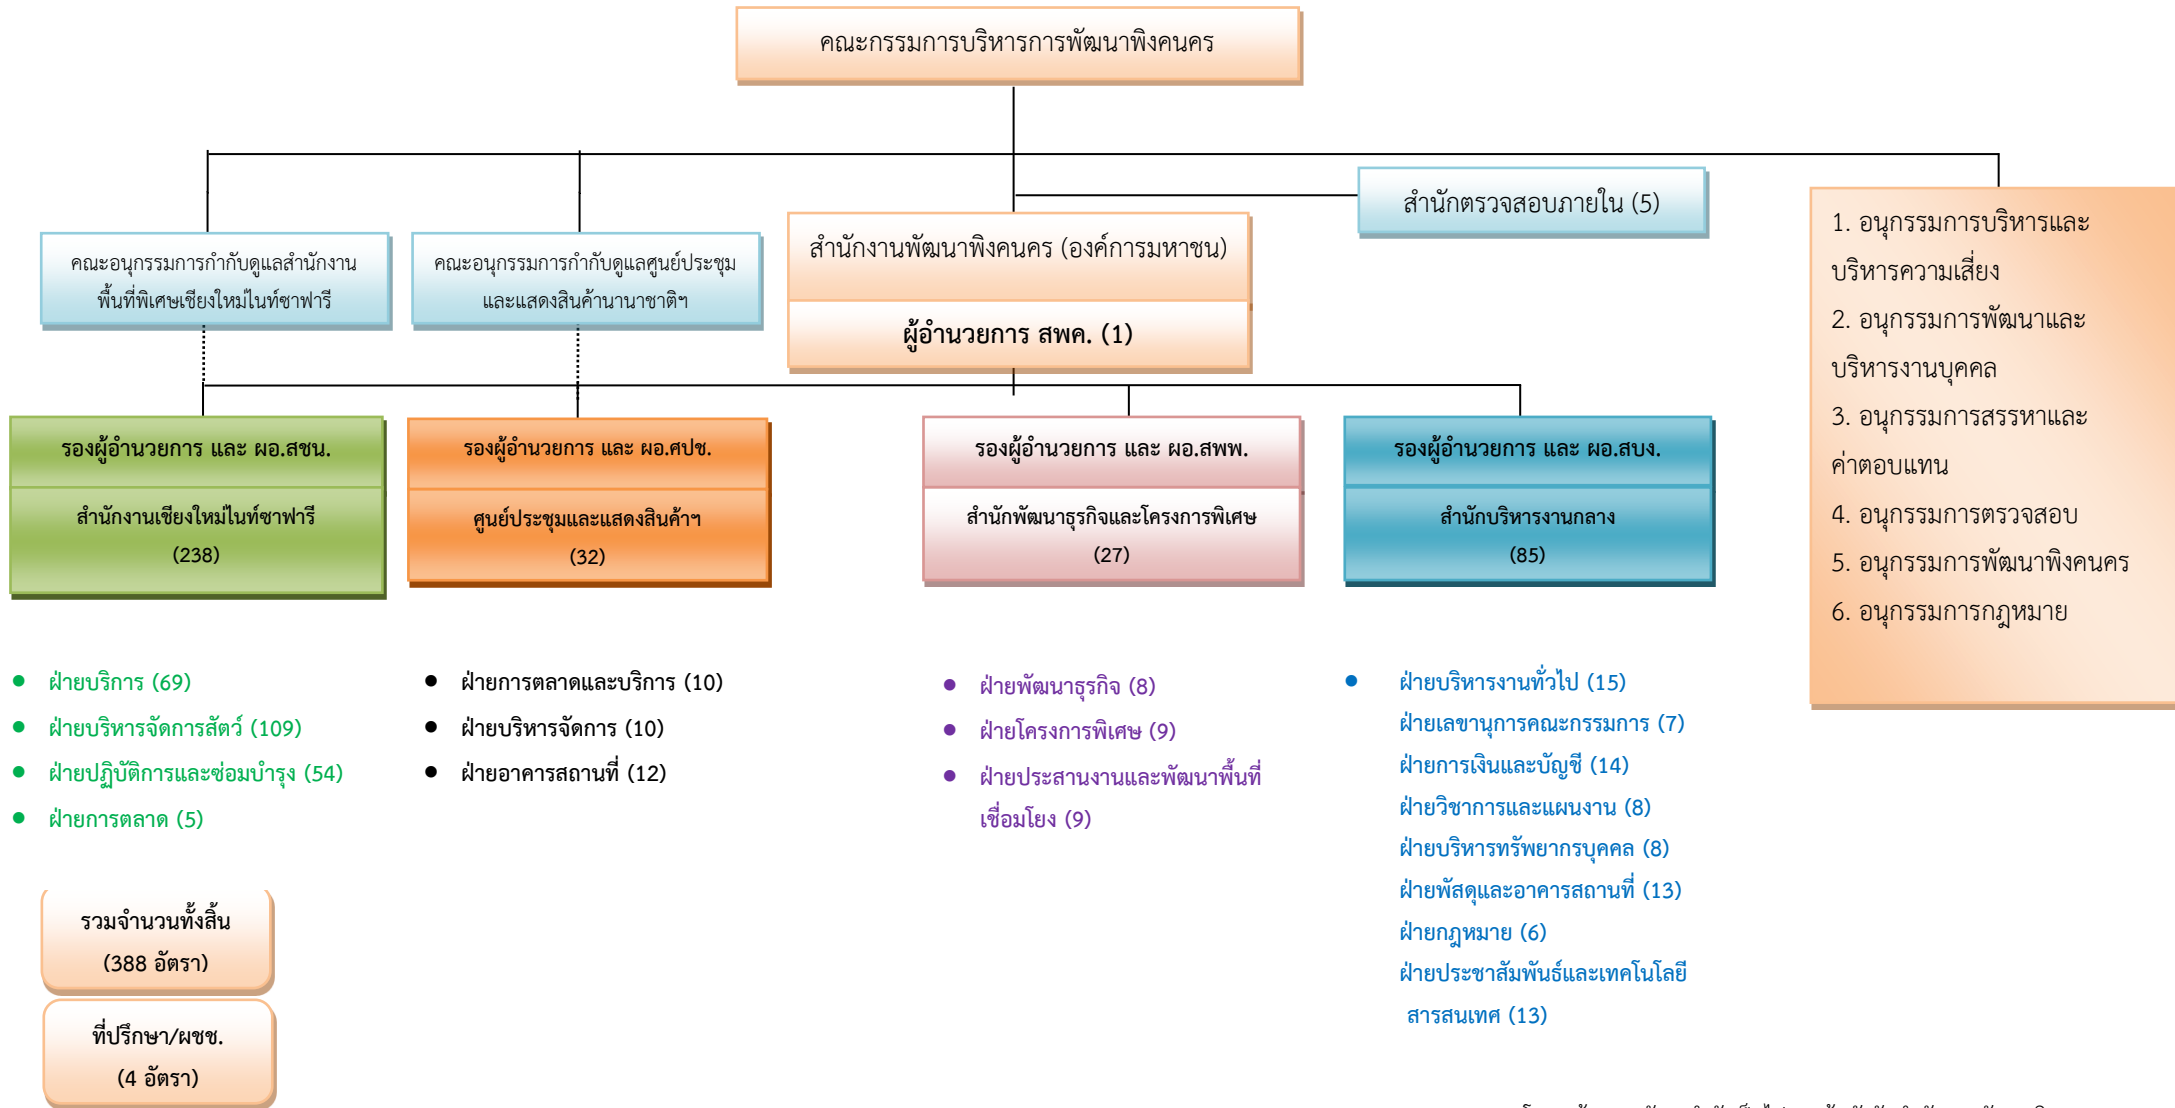 คณะกรรมการบริหารการพัฒนาพิงคนคร
สำนักตรวจสอบภายใน (5)
คณะอนุกรรมการกำกับดูแลสำนักงาน
พื้นที่พิเศษเชียงใหม่ไนท์ซาฟารี
คณะอนุกรรมการกำกับดูแลศูนย์ประชุม
และแสดงสินค้านานาชาติฯ
สำนักงานพัฒนาพิงคนคร (องค์การมหาชน)
ผู้อำนวยการ สพค. (1)
1. อนุกรรมการบริหารและ
บริหารความเสี่ยง
2. อนุกรรมการพัฒนาและ
บริหารงานบุคคล
3. อนุกรรมการสรรหาและ
ค่าตอบแทน
4. อนุกรรมการตรวจสอบ
5. อนุกรรมการพัฒนาพิงคนคร
6. อนุกรรมการกฎหมาย
รองผู้อำนวยการ และ ผอ.สชน.
สำนักงานเชียงใหม่ไนท์ซาฟารี
(238)
รองผู้อำนวยการ และ ผอ.ศปช.
ศูนย์ประชุมและแสดงสินค้าฯ
(32)
รองผู้อำนวยการ และ ผอ.สพพ.
สำนักพัฒนาธุรกิจและโครงการพิเศษ
(27)
รองผู้อำนวยการ และ ผอ.สบง.
สำนักบริหารงานกลาง
(85)
• ฝ่ายบริการ (69)
• ฝ่ายบริหารจัดการสัตว์ (109)
• ฝ่ายปฏิบัติการและซ่อมบำรุง (54)
• ฝ่ายการตลาด (5)
• ฝ่ายการตลาดและบริการ (10)
• ฝ่ายบริหารจัดการ (10)
• ฝ่ายอาคารสถานที่ (12)
• ฝ่ายพัฒนาธุรกิจ (8)
• ฝ่ายโครงการพิเศษ (9)
• ฝ่ายประสานงานและพัฒนาพื้นที่
เชื่อมโยง (9)
• ฝ่ายบริหารงานทั่วไป (15)
ฝ่ายเลขานุการคณะกรรมการ (7)
ฝ่ายการเงินและบัญชี (14)
ฝ่ายวิชาการและแผนงาน (8)
ฝ่ายบริหารทรัพยากรบุคคล (8)
ฝ่ายพัสดุและอาคารสถานที่ (13)
ฝ่ายกฎหมาย (6)
ฝ่ายประชาสัมพันธ์และเทคโนโลยี
สารสนเทศ (13)
รวมจำนวนทั้งสิ้น
(388 อัตรา)
ที่ปรึกษา/ผชช.
(4 อัตรา)